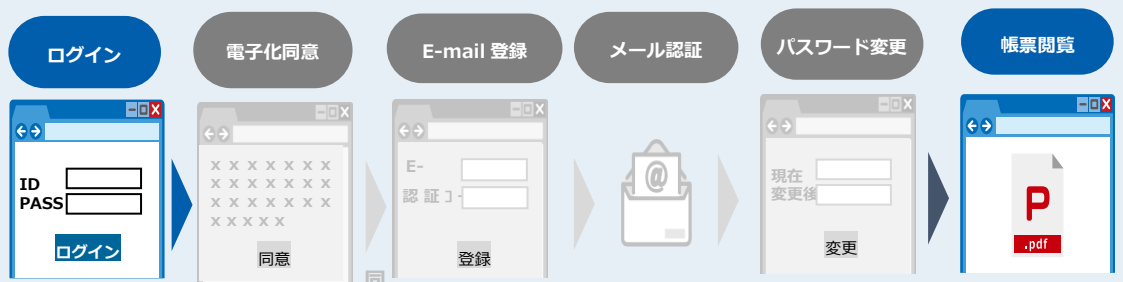 ログイン
電子化同意
E-mail 登録
メール認証
パスワード変更
帳票閲覧
X
ID
PASS
ログイン
X
x x x x x x x
x x x x x x x
x x x x x x x
x x x x x
同意
同
X
E-
認 証 コ -
登録
@
X
現在
変更後
変更
X
P
.pdf